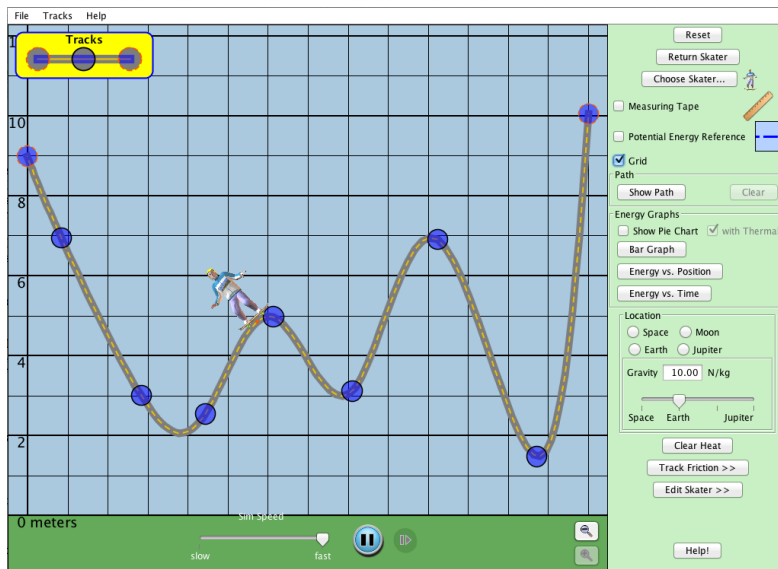 File Tracks Help
Tracks
1
10
8
6
4
2
0 meters
Sim Speed
slow
fast
Reset
Return Skater
Choose Skater...
Measuring Tape
Potential Energy Reference
Grid
Path
Show Path
Clear
Energy Graphs
Show Pie Chart
with Therma
Bar Graph
Energy vs. Position
Energy vs. Time
Location
Space Moon
Earth Jupiter
Gravity 10.00 N/kg
Space Earth Jupiter
Clear Heat
Track Friction >>
Edit Skater >>
Help!